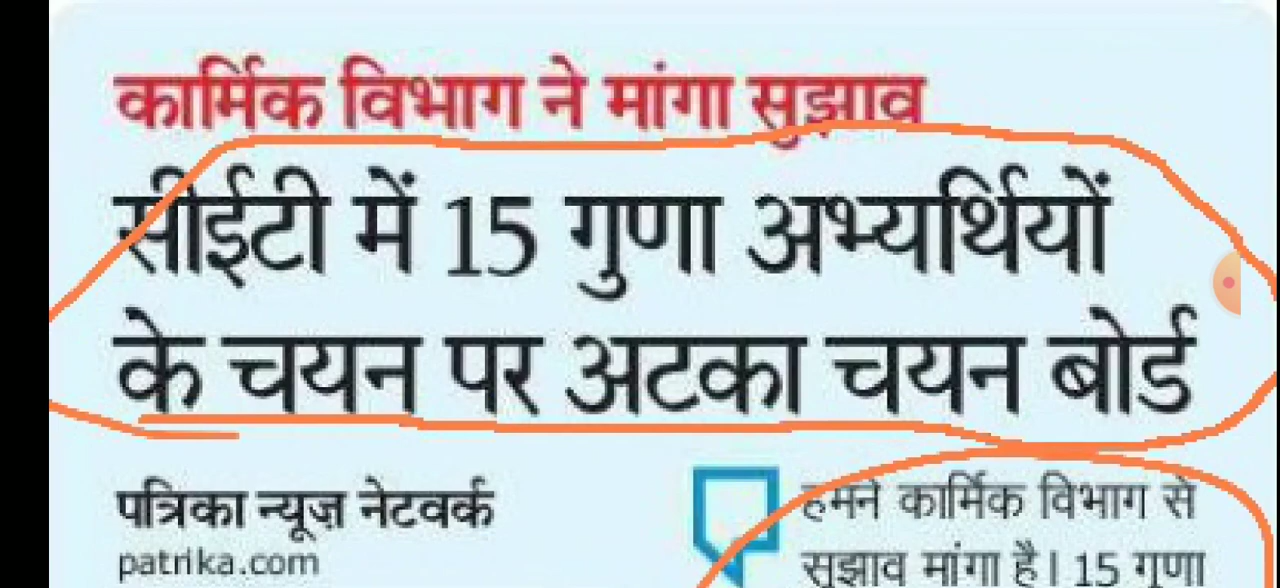 कार्मिक विभाग ने मांगा सुझाव
सीईटी में 15 गुणा अभ्यर्थियों
के चयन पर अटका चयन बोर्ड
पत्रिका न्यूज़ नेटवर्क
patrika.com
हमने कार्मिक विभाग से
सुझाव मांगा है। 15 गुणा